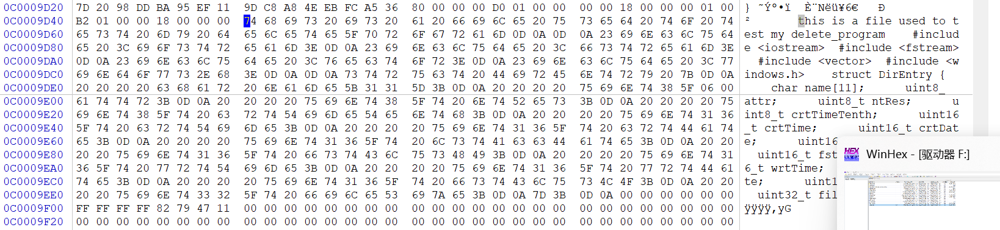 0C0009D20 7D 20 98 DD BA 95 EF 11 9D C8 A8 4E EB FC A5 36 80 00 00 00 D0 01 00 00 00 00 18 00 00 00 01 00 } ˜Ýº•ï È¨Nëü¥6€ Ð
0C0009D40 B2 01 00 00 18 00 00 00 74 68 69 73 20 69 73 20 61 20 66 69 6C 65 20 75 73 65 64 20 74 6F 20 74 ² this is a file used to t
0C0009D60 65 73 74 20 6D 79 20 64 65 6C 65 74 65 5F 70 72 6F 67 72 61 6D 0D 0A 0D 0A 23 69 6E 63 6C 75 64 est my delete_program #includ
0C0009D80 65 20 3C 69 6F 73 74 72 65 61 6D 3E 0D 0A 23 69 6E 63 6C 75 64 65 20 3C 66 73 74 72 65 61 6D 3E e <iostream> #include <fstream>
0C0009DA0 0D 0A 23 69 6E 63 6C 75 64 65 20 3C 76 65 63 74 6F 72 3E 0D 0A 23 69 6E 63 6C 75 64 65 20 3C 77 #include <vector> #include <w
0C0009DC0 69 6E 64 6F 77 73 2E 68 3E 0D 0A 0D 0A 73 74 72 75 63 74 20 44 69 72 45 6E 74 72 79 20 7B 0D 0A indows.h> struct DirEntry {
0C0009DE0 20 20 20 20 63 68 61 72 20 6E 61 6D 65 5B 31 31 5D 3B 0D 0A 20 20 20 20 75 69 6E 74 38 5F 06 00 char name[11]; uint8_
0C0009E00 61 74 74 72 3B 0D 0A 20 20 20 20 75 69 6E 74 38 5F 74 20 6E 74 52 65 73 3B 0D 0A 20 20 20 20 75 attr; uint8_t ntRes; u
0C0009E20 69 6E 74 38 5F 74 20 63 72 74 54 69 6D 65 54 65 6E 74 68 3B 0D 0A 20 20 20 20 75 69 6E 74 31 36 int8_t crtTimeTenth; uint16
0C0009E40 5F 74 20 63 72 74 54 69 6D 65 3B 0D 0A 20 20 20 20 75 69 6E 74 31 36 5F 74 20 63 72 74 44 61 74 _t crtTime; uint16_t crtDat
0C0009E60 65 3B 0D 0A 20 20 20 20 75 69 6E 74 31 36 5F 74 20 6C 73 74 41 63 63 44 61 74 65 3B 0D 0A 20 20 e; uint16
0C0009E80 20 20 75 69 6E 74 31 36 5F 74 20 66 73 74 43 6C 75 73 48 49 3B 0D 0A 20 20 20 20 75 69 6E 74 31 uint16_t fst
0C0009EA0 36 5F 74 20 77 72 74 54 69 6D 65 3B 0D 0A 20 20 20 20 75 69 6E 74 31 36 5F 74 20 77 72 74 44 61 6_t wrtTime;
0C0009EC0 74 65 3B 0D 0A 20 20 20 20 75 69 6E 74 31 36 5F 74 20 66 73 74 43 6C 75 73 4C 4F 3B 0D 0A 20 20 te; uint1
0C0009EE0 20 20 75 69 6E 74 33 32 5F 74 20 66 69 6C 65 53 69 7A 65 3B 0D 0A 7D 3B 0D 0A 00 00 00 00 00 00 uint32_t fil
0C0009F00 FF FF FF FF 82 79 47 11 00 00 00 00 00 00 00 00 00 00 00 00 00 00 00 00 00 00 00 00 00 00 00 00 ÿÿÿÿ‚yG
0C0009F20 00 00 00 00 00 00 00 00 00 00 00 00 00 00 00 00 00 00 00 00 00 00 00 00 00 00 00 00 00 00 00 00
HEX
WinHex - [驱动器 F:]